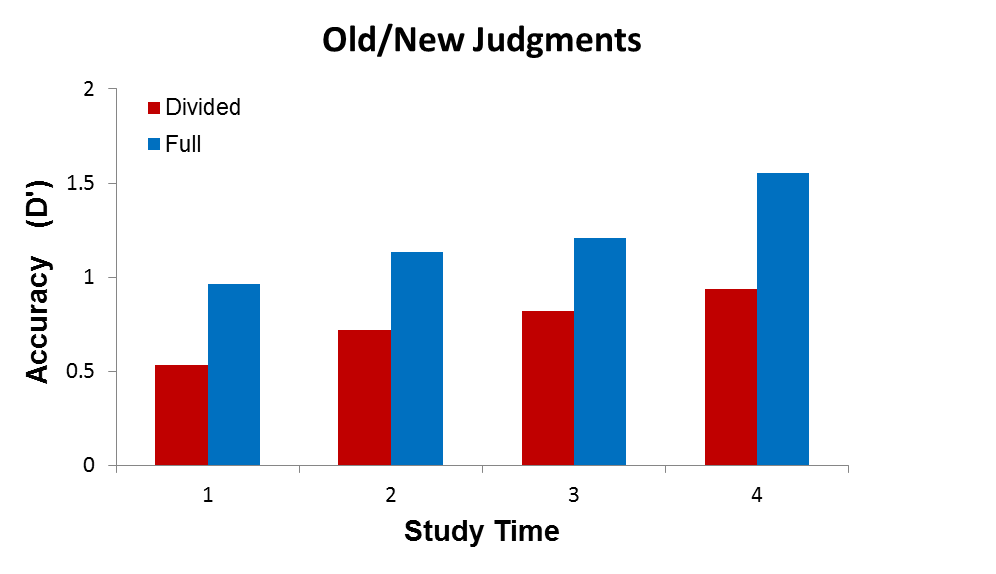 Old/New Judgments
2
1.5
1
0.5
0
Accuracy (D')
Divided
Full
1 2 3 4
Study Time